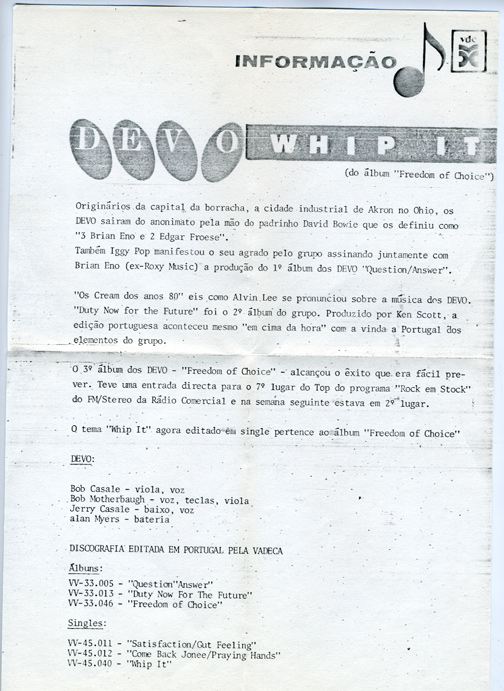 INFORMAÇÃO
vdc
DEVO WHIP IT
(do álbum "Freedom of Choice")
Originários da capital da borracha, a cidade industrial de Akron no Ohio, os
DEVO saíram do anonimato pela mão do padrinho David Bowie que os definiu como
"3 Brian Eno e 2 Edgar Froese".
Também Iggy Pop manifestou o seu agrado pelo grupo assinando juntamente com
Brian Eno (ex-Roxy Music) a produção do 1º álbum dos DEVO "Question/Answer".
"Os Cream dos anos 80" eis como Alvin Lee se pronunciou sobre a música dos DEVO.
"Duty Now for the Future" foi o 2º álbum do grupo. Produzido por Ken Scott, a
edição portuguesa aconteceu mesmo "em cima da hora" com a vinda a Portugal dos
elementos do grupo.
O 3º álbum dos DEVO - "Freedom of Choice" - alcançou o êxito que era fácil pre-
ver. Teve uma entrada directa para o 7º lugar do Top do programa "Rock em Stock"
do FM/Stereo da Rádio Comercial e na semana seguinte estava em 2º lugar.
O tema "Whip It" agora editado em single pertence ao álbum "Freedom of Choice"
DEVO:
Bob Casale - viola, voz
Bob Motherbaugh - voz, teclas, viola
Jerry Casale - baixo, voz
alan Myers - bateria
DISCOGRAFIA EDITADA EM PORTUGAL PELA VADECA
Álbuns:
VV-33.005 - "Question"Answer"
VV-33.013 - "Duty Now For The Future"
VV-33.046 - "Freedom of Choice"
Singles:
VV-45.011 - "Satisfaction/Gut Feeling"
VV-45.012 - "Come Back Jonee/Praying Hands"
VV-45.040 - "Whip It"